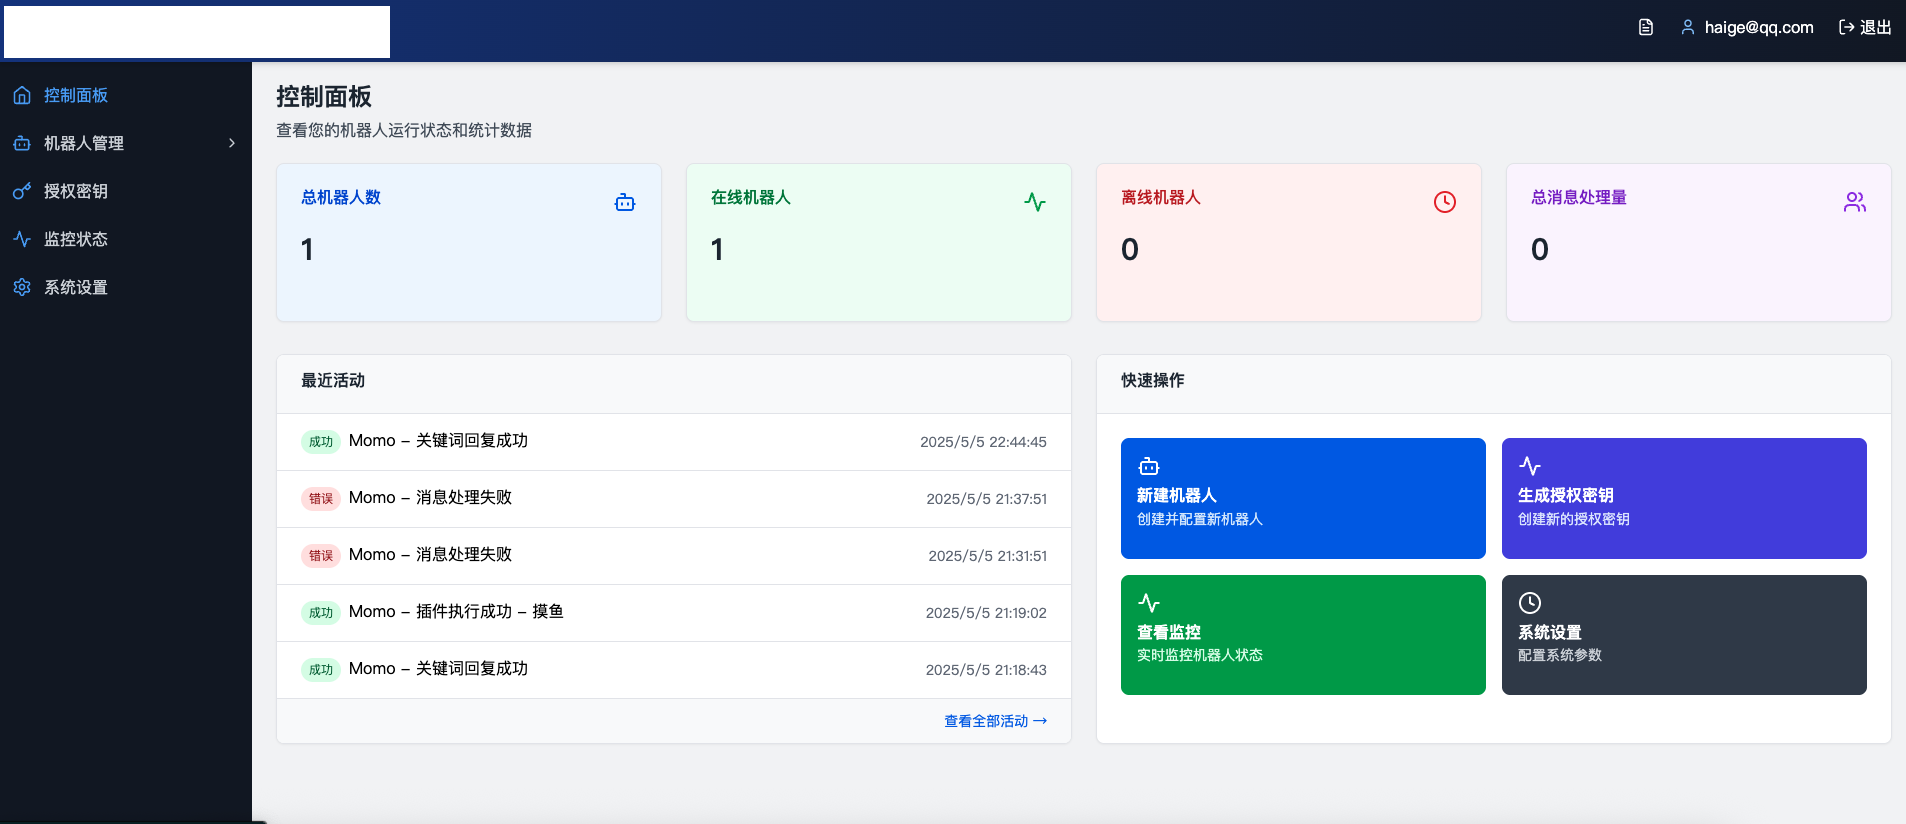 haige@qq.com
退出
控制面板
机器人管理
授权密钥
监控状态
系统设置
控制面板
查看您的机器人运行状态和统计数据
总机器人数
1
在线机器人
1
离线机器人
0
总消息处理量
0
最近活动
成功 Momo - 关键词回复成功 2025/5/5 22:44:45
错误 Momo - 消息处理失败 2025/5/5 21:37:51
错误 Momo - 消息处理失败 2025/5/5 21:31:51
成功 Momo - 插件执行成功 - 摸鱼 2025/5/5 21:19:02
成功 Momo - 关键词回复成功 2025/5/5 21:18:43
查看全部活动 →
快速操作
新建机器人
创建并配置新机器人
生成授权密钥
创建新的授权密钥
查看监控
实时监控机器人状态
系统设置
配置系统参数